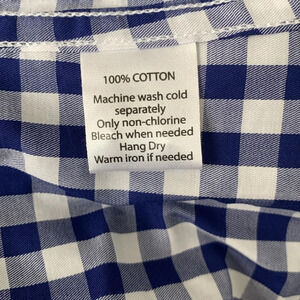 100% COTTON
Machine wash cold
separately
Only non-chlorine
Bleach when needed
Hang Dry
Warm iron if needed